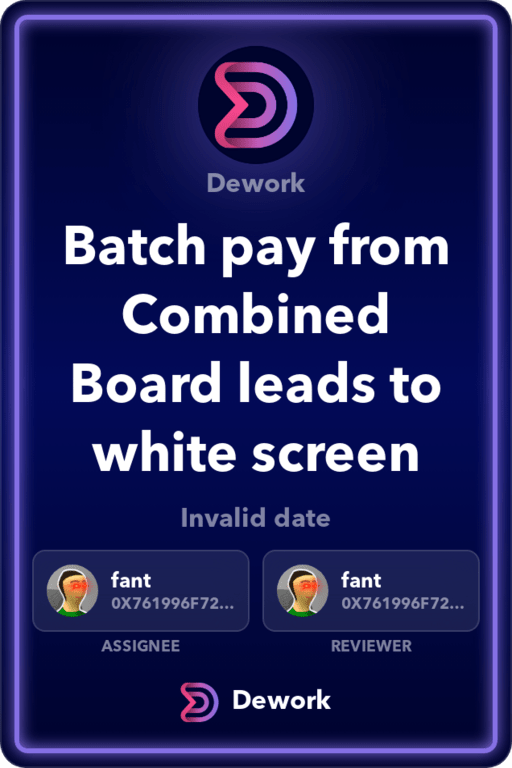 Dework
Batch pay from
Combined
Board leads to
white screen
Invalid date
fant
0X761996F72...
ASSIGNEE
fant
0X761996F72...
REVIEWER
Dework